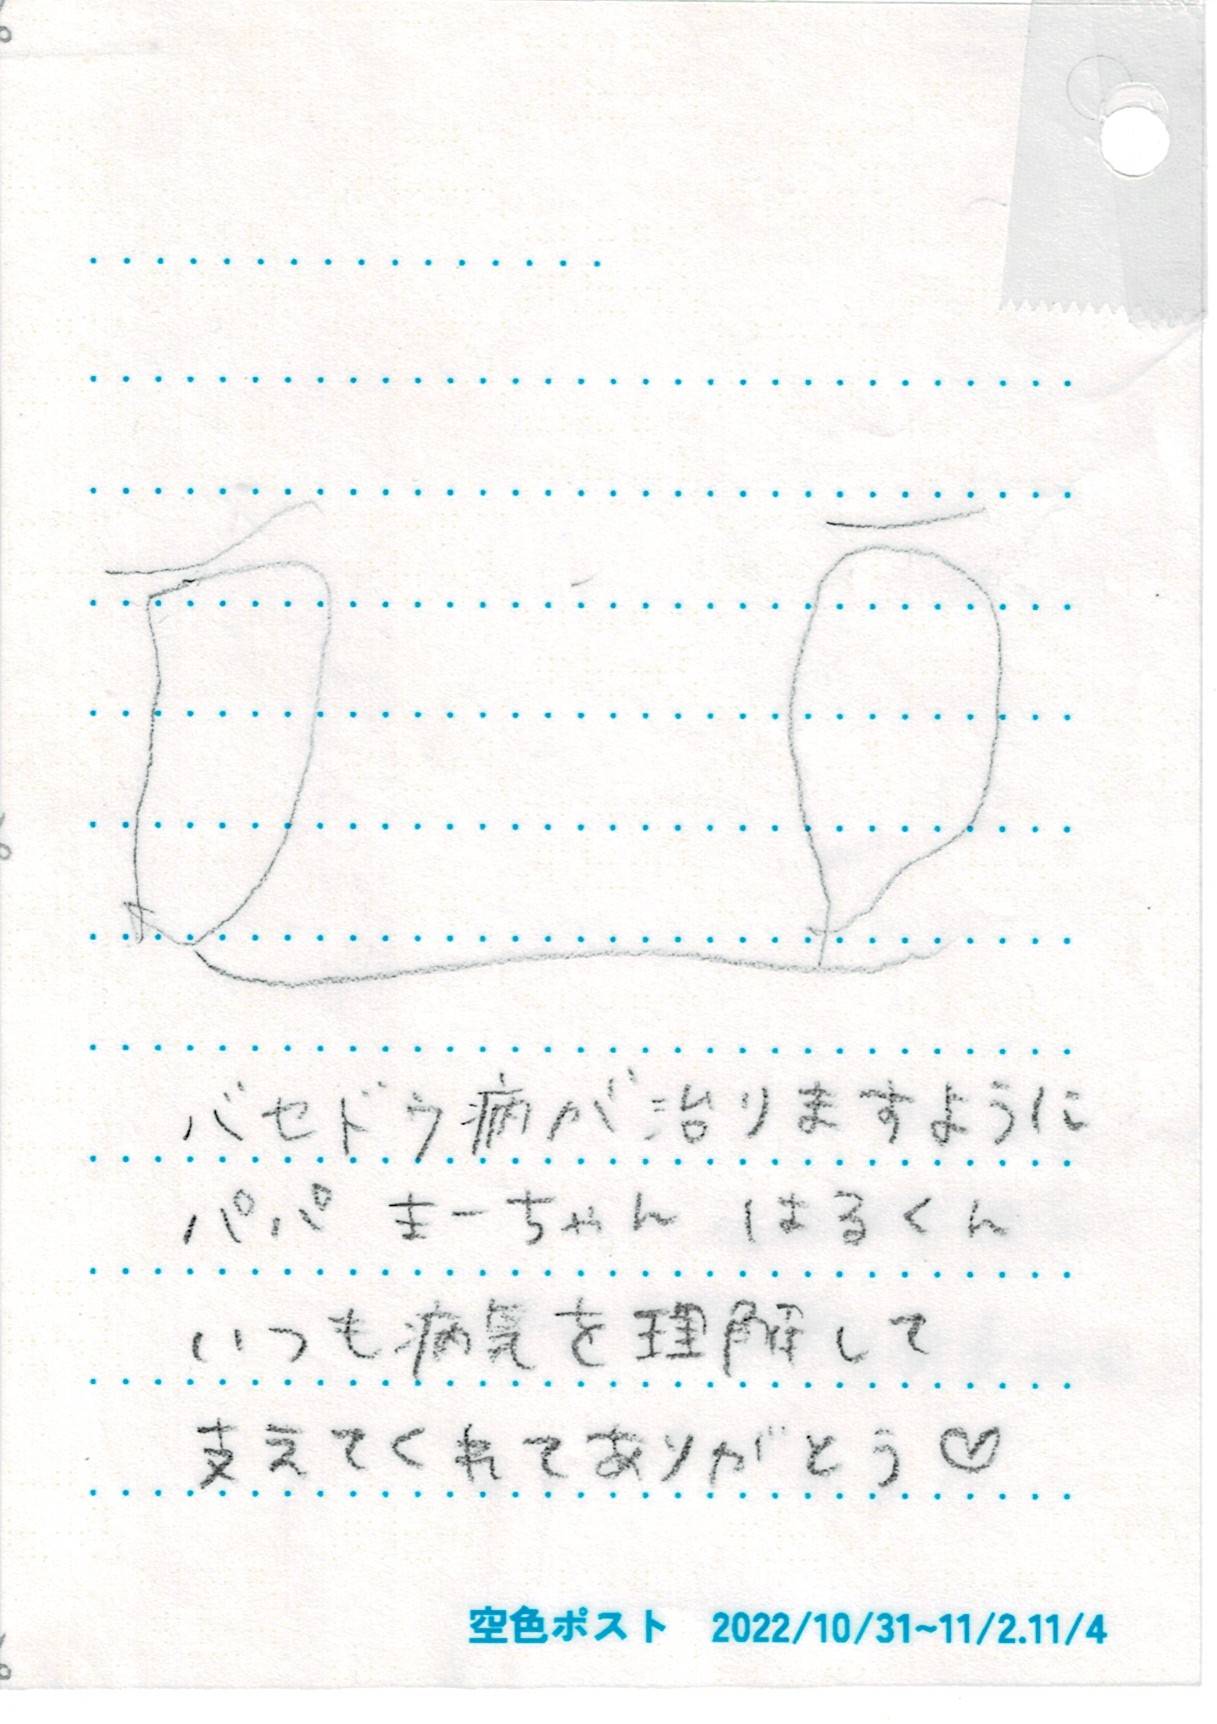 バセドウ病が治りますように
パパ まーちゃん はるくん
いつも病気を理解して
支えてくれてありがとう♡
空色ポスト 2022/10/31~11/2.11/4